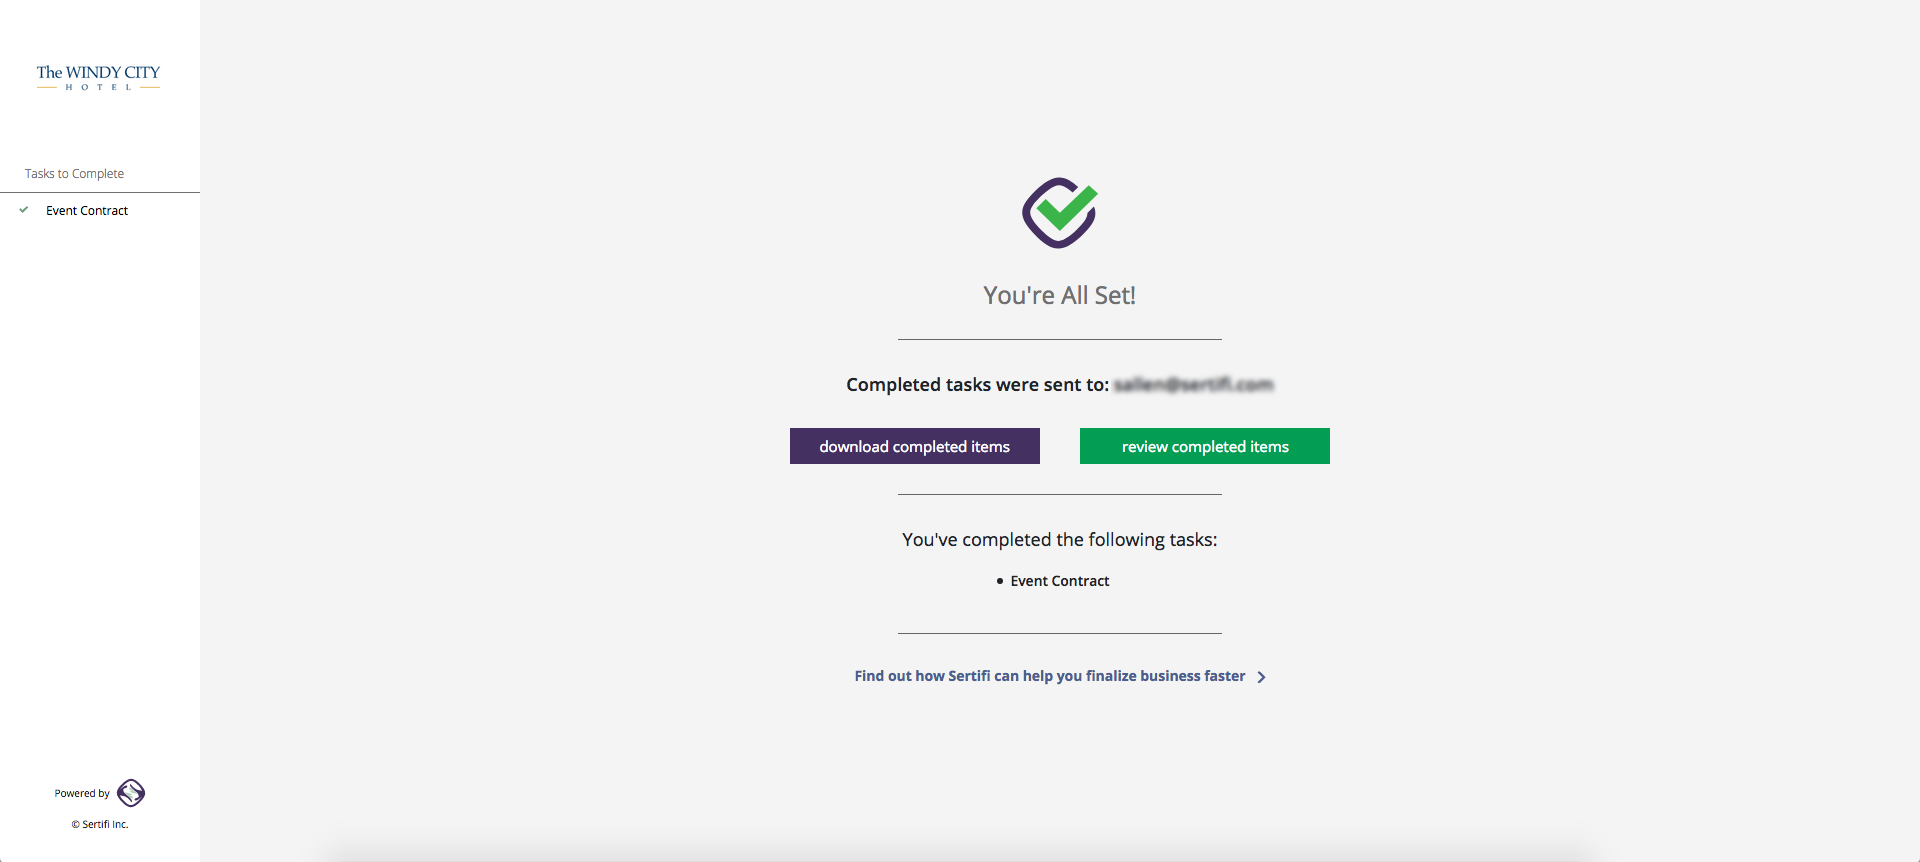 The WINDY CITY
HOTEL
Tasks to Complete
Event Contract
You're All Set!
Completed tasks were sent to:
download completed items
review completed items
You've completed the following tasks:
• Event Contract
Find out how Sertifi can help you finalize business faster
Powered by
© Sertifi Inc.